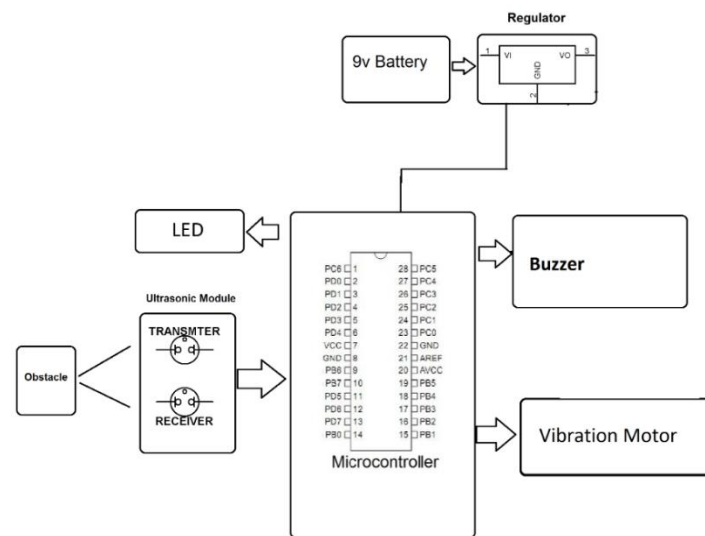 Regulator
9v Battery
1 VI VO 3
GND
2
LED
Buzzer
Ultrasonic Module
TRANSMTER
RECEIVER
Obstacle
PC6 1 28 PC5
PD0 2 27 PC4
PD1 3 26 PC3
PD2 4 25 PC2
PD3 5 24 PC1
PD4 6 23 PC0
VCC 7 22 GND
GND 8 21 AREF
PB6 9 20 AVCC
PB7 10 19 PB5
PD5 11 18 PB4
PD6 12 17 PB3
PD7 13 16 PB2
PB0 14 15 PB1
Microcontroller
Vibration Motor